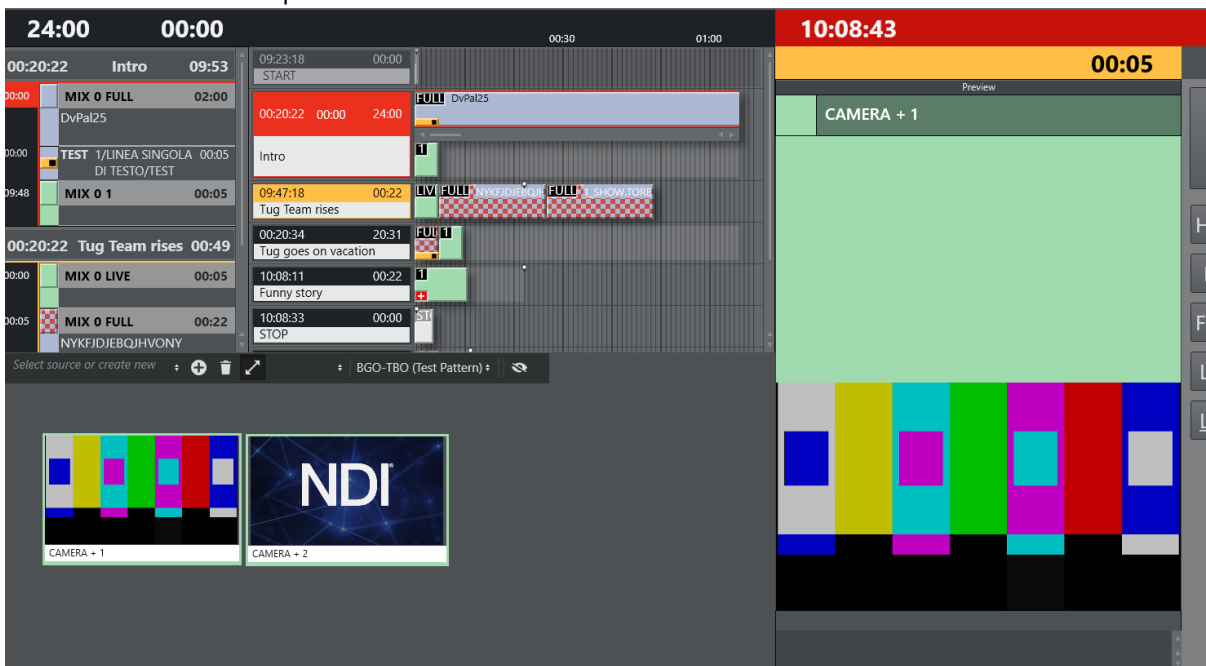 24:00 00:00
00:30 01:00
10:08:43
00:05
Preview
CAMERA + 1
00:20:22 Intro 09:53
00:00 MIX 0 FULL 02:00
DvPal25
00:00 TEST 1/LINEA SINGOLA 00:05
DI TESTO/TEST
09:48 MIX 0 1 00:05
00:20:22 Tug Team rises 00:49
00:00 MIX 0 LIVE 00:05
00:05 MIX 0 FULL 00:22
NYKFJDJEBQJHVONY
09:23:18 00:00
START
00:20:22 00:00 24:00
FULL DvPal25
Intro
1
09:47:18 00:22
Tug Team rises
LIVE FULL NYKFJDJEBQJH FULL 1_SHOW.TORE
00:20:34 20:31
Tug goes on vacation
FULL 1
10:08:11 00:22
Funny story
1
10:08:33 00:00
STOP
Select source or create new
BGO-TBO (Test Pattern)
NDI
CAMERA + 1
CAMERA + 2
H
F
L
L